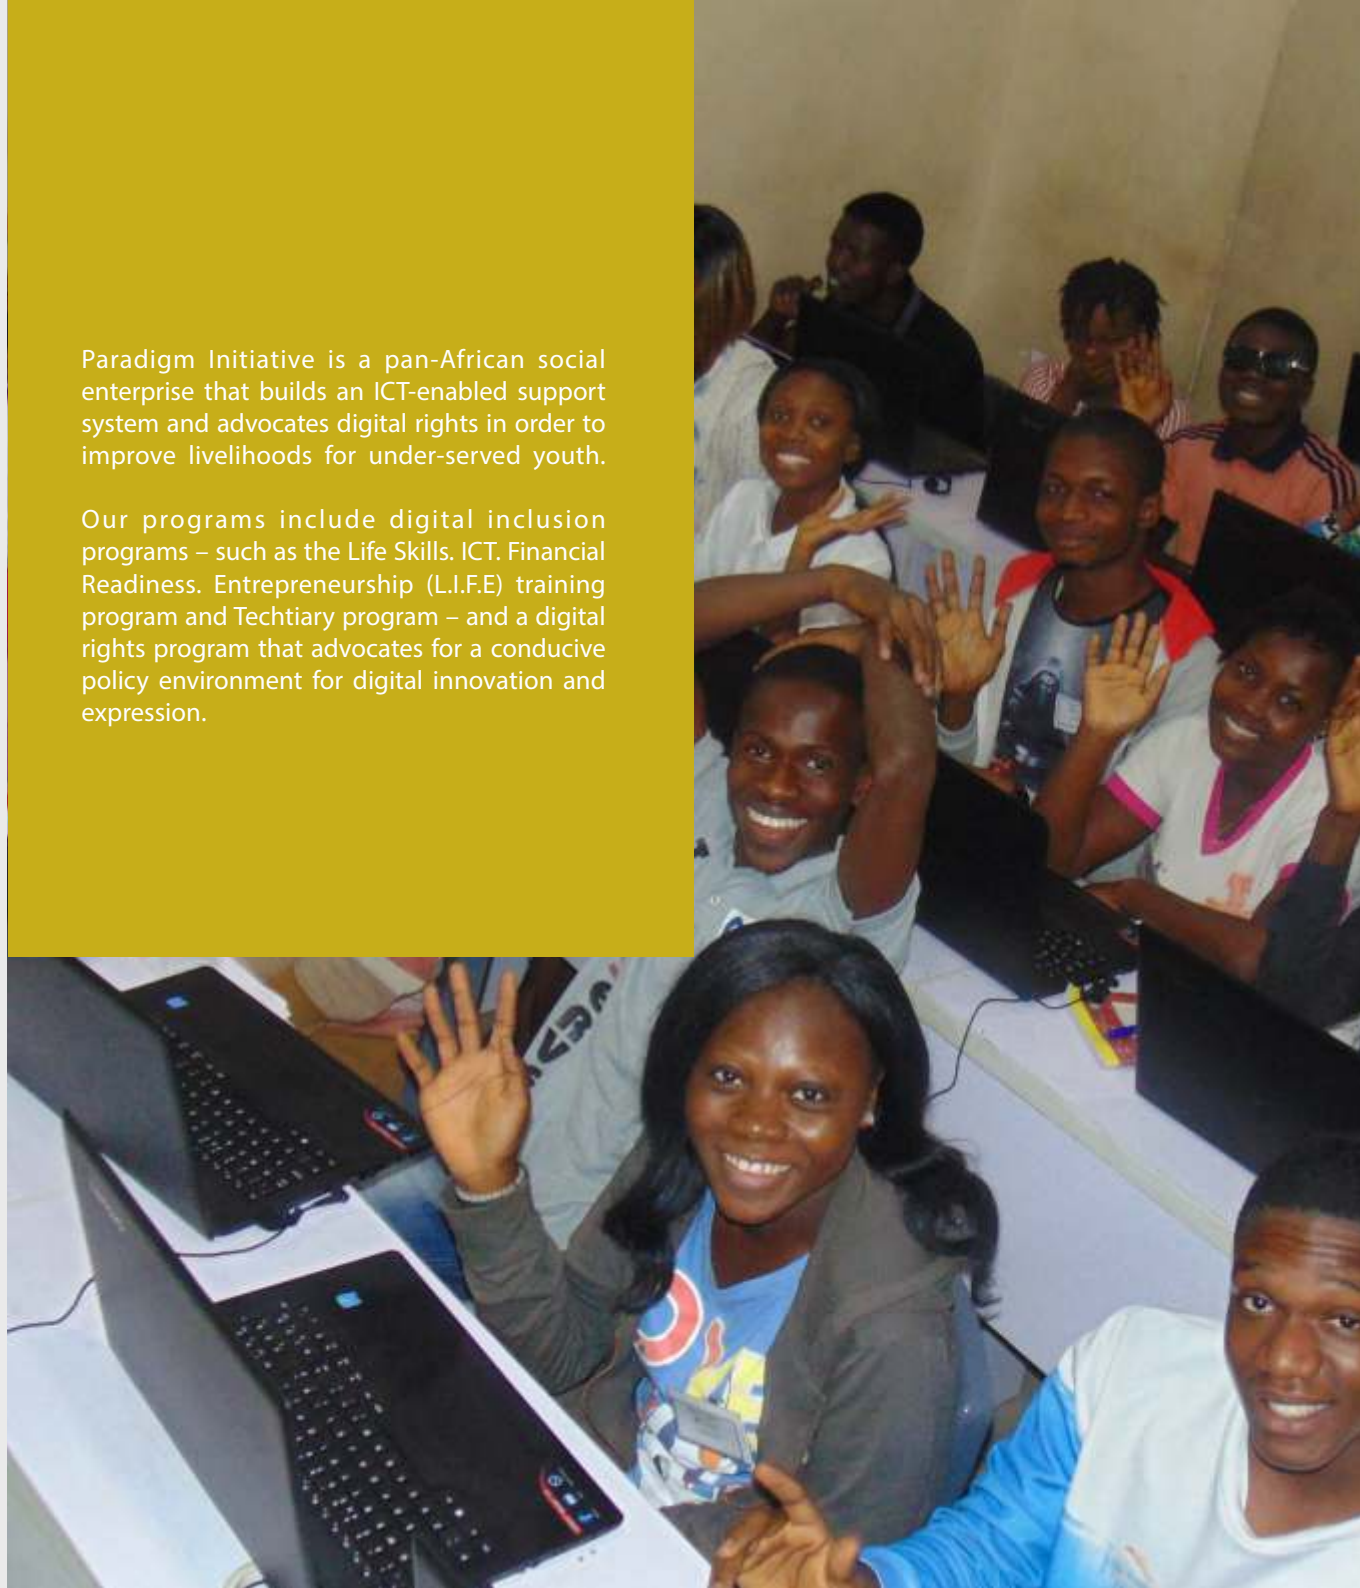 Paradigm Initiative is a pan-African social
enterprise that builds an ICT-enabled support
system and advocates digital rights in order to
improve livelihoods for under-served youth.
Our programs include digital inclusion
programs – such as the Life Skills. ICT. Financial
Readiness. Entrepreneurship (L.I.F.E) training
program and Techtiary program – and a digital
rights program that advocates for a conducive
policy environment for digital innovation and
expression.